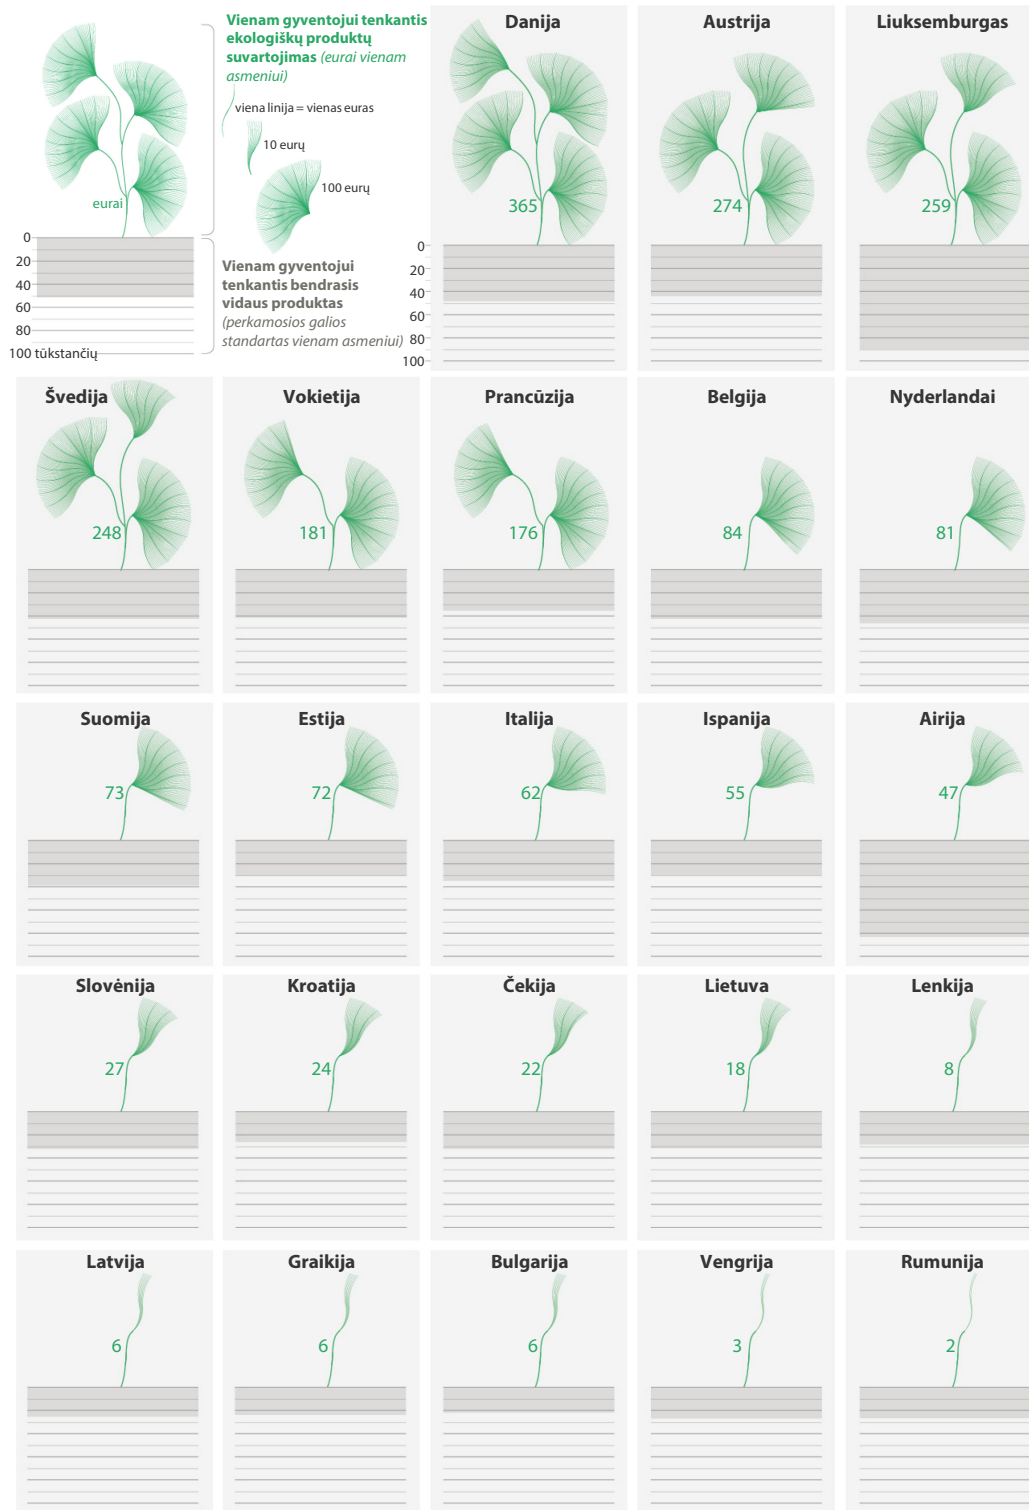 Vienam gyventojui tenkantis
ekologiškų produktų
suvartojimas (eurai vienam
asmeniui)
viena linija = vienas euras
10 eurų
100 eurų
eurai
0
20
40
60
80
100 tūkstančių
Vienam gyventojui
tenkantis bendrasis
vidaus produktas
(perkamosios galios
standartas vienam asmeniui)
Danija
365
0
20
40
60
80
100
Austrija
274
Liuksemburgas
259
Švedija
248
Vokietija
181
Prancūzija
176
Belgija
84
Nyderlandai
81
Suomija
73
Estija
72
Italija
62
Ispanija
55
Airija
47
Slovėnija
27
Kroatija
24
Čekija
22
Lietuva
18
Lenkija
8
Latvija
6
Graikija
6
Bulgarija
6
Vengrija
3
Rumunija
2